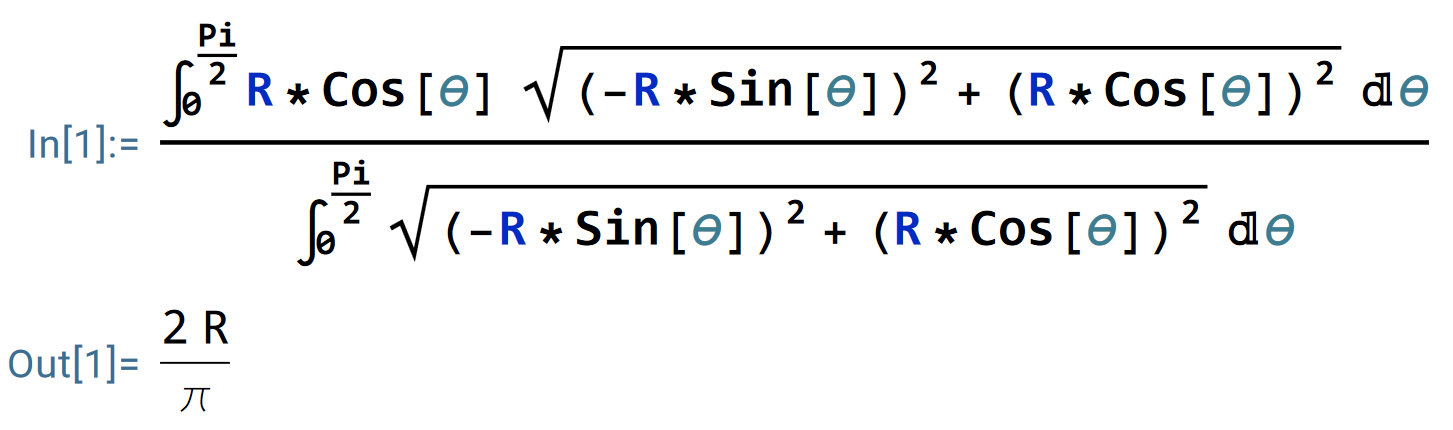 In[1]:= ∫₀^(Pi/2) R * Cos[θ] √((-R * Sin[θ])² + (R * Cos[θ])²) ⅆθ
∫₀^(Pi/2) √((-R * Sin[θ])² + (R * Cos[θ])²) ⅆθ
Out[1]= 2 R
π